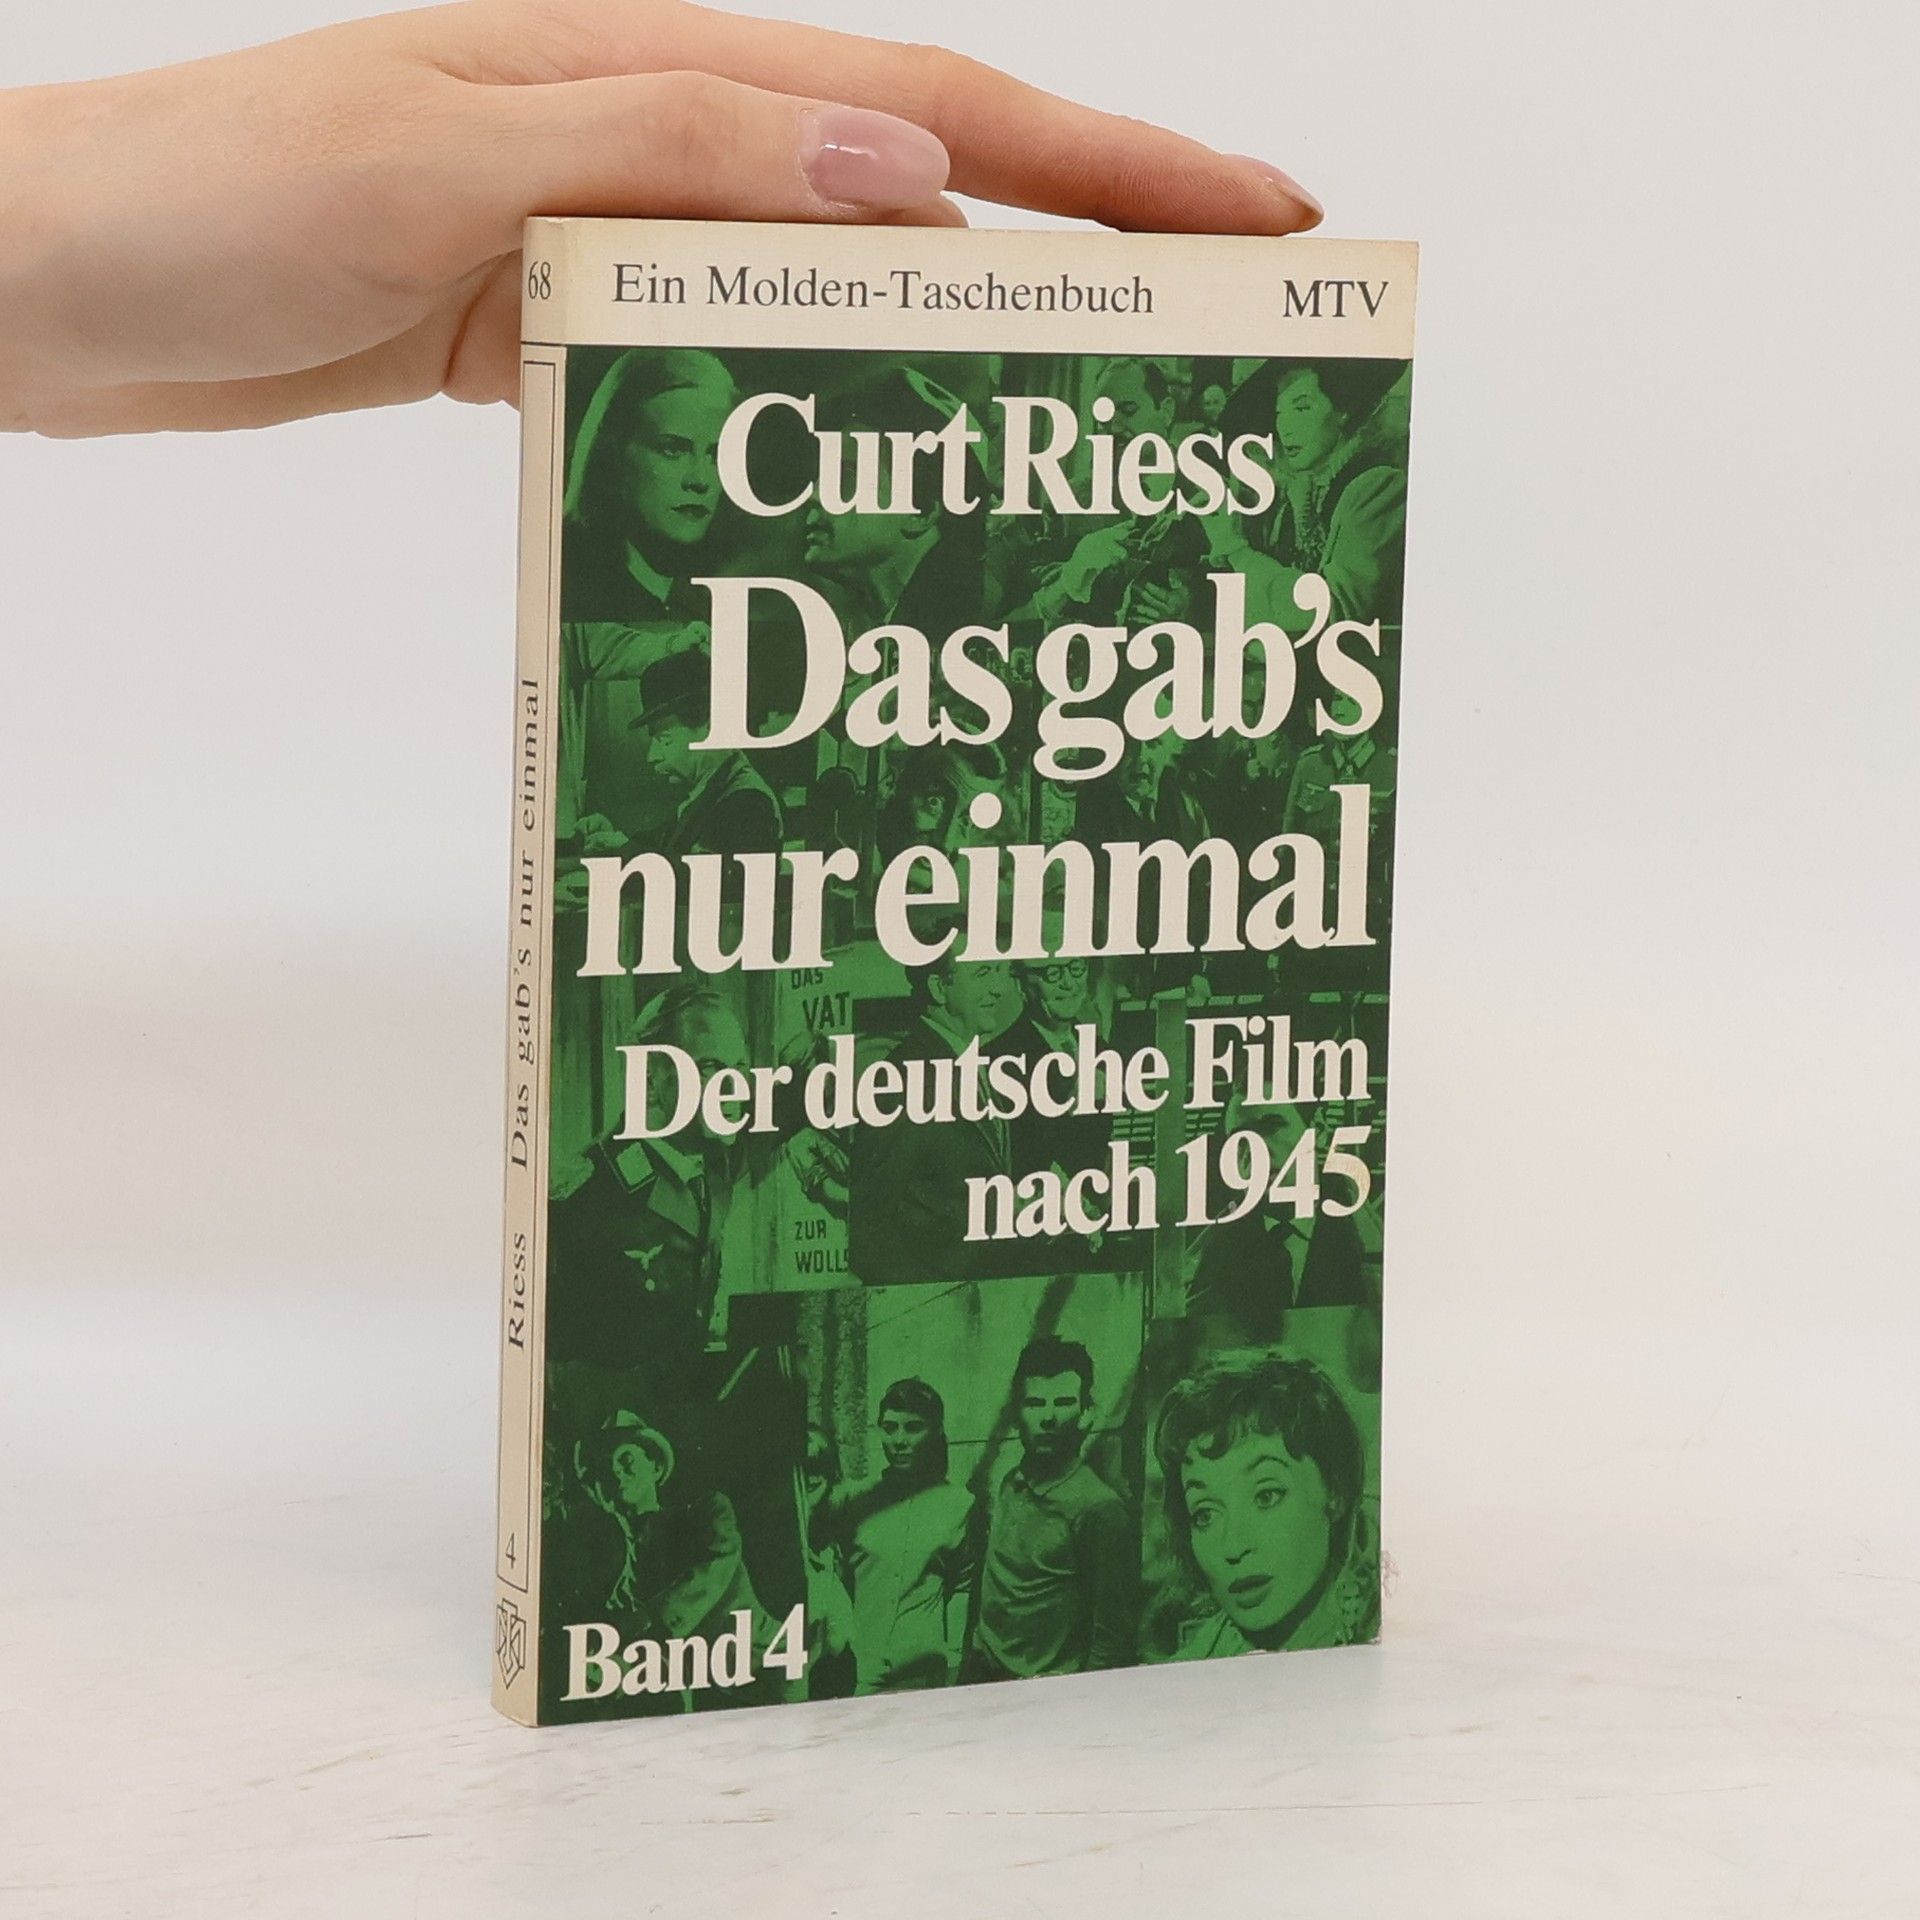 68
Ein Molden-Taschenbuch MTV
Curt Riess
Das gab's
nur einmal
Der deutsche Film
nach 1945
Band 4
Riess Das gab's nur einmal
4
DAS
VAT
ZUR
WOLLS